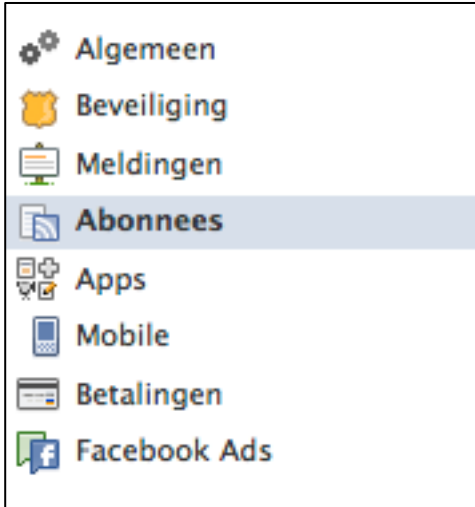 Algemeen
Beveiliging
Meldingen
Abonnees
Apps
Mobile
Betalingen
Facebook Ads